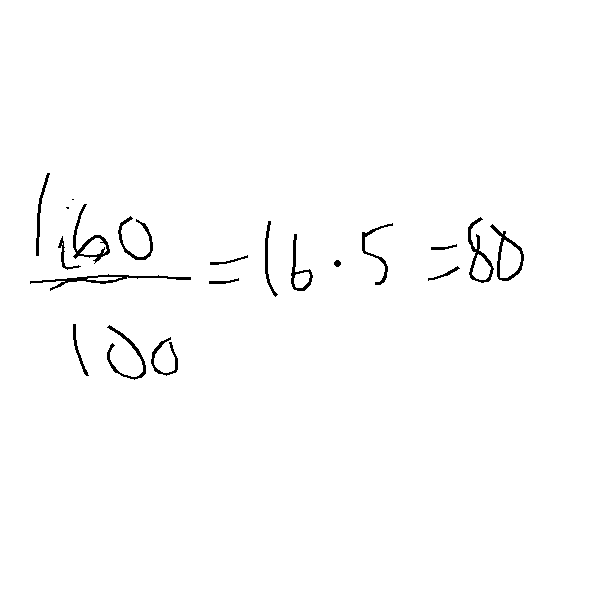 160
= 16 · 5 = 80
100